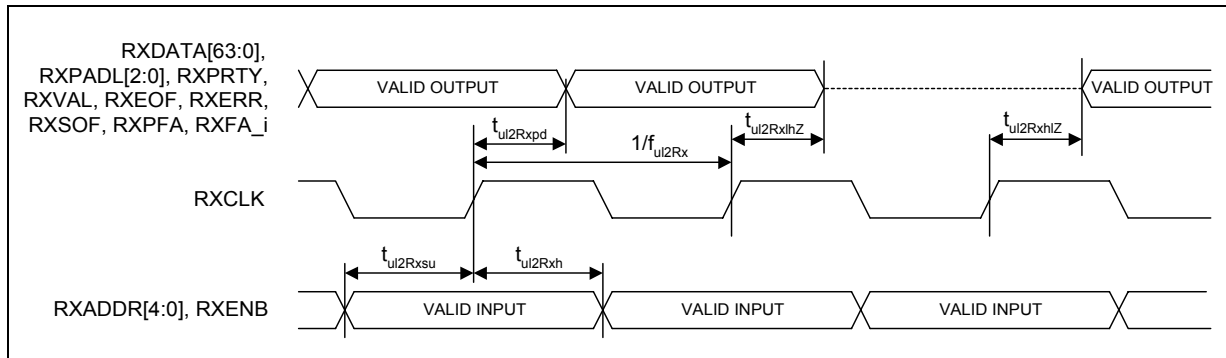 RXDATA[63:0],
RXPADL[2:0], RXPRTY,
RXVAL, RXEOF, RXERR,
RXSOF, RXPFA, RXFA_i
VALID OUTPUT
VALID OUTPUT
VALID OUTPUT
tul2Rxpd
1/ful2Rx
tul2RxlhZ
tul2RxhlZ
RXCLK
tul2Rxsu
tul2Rxh
RXADDR[4:0], RXENB
VALID INPUT
VALID INPUT
VALID INPUT